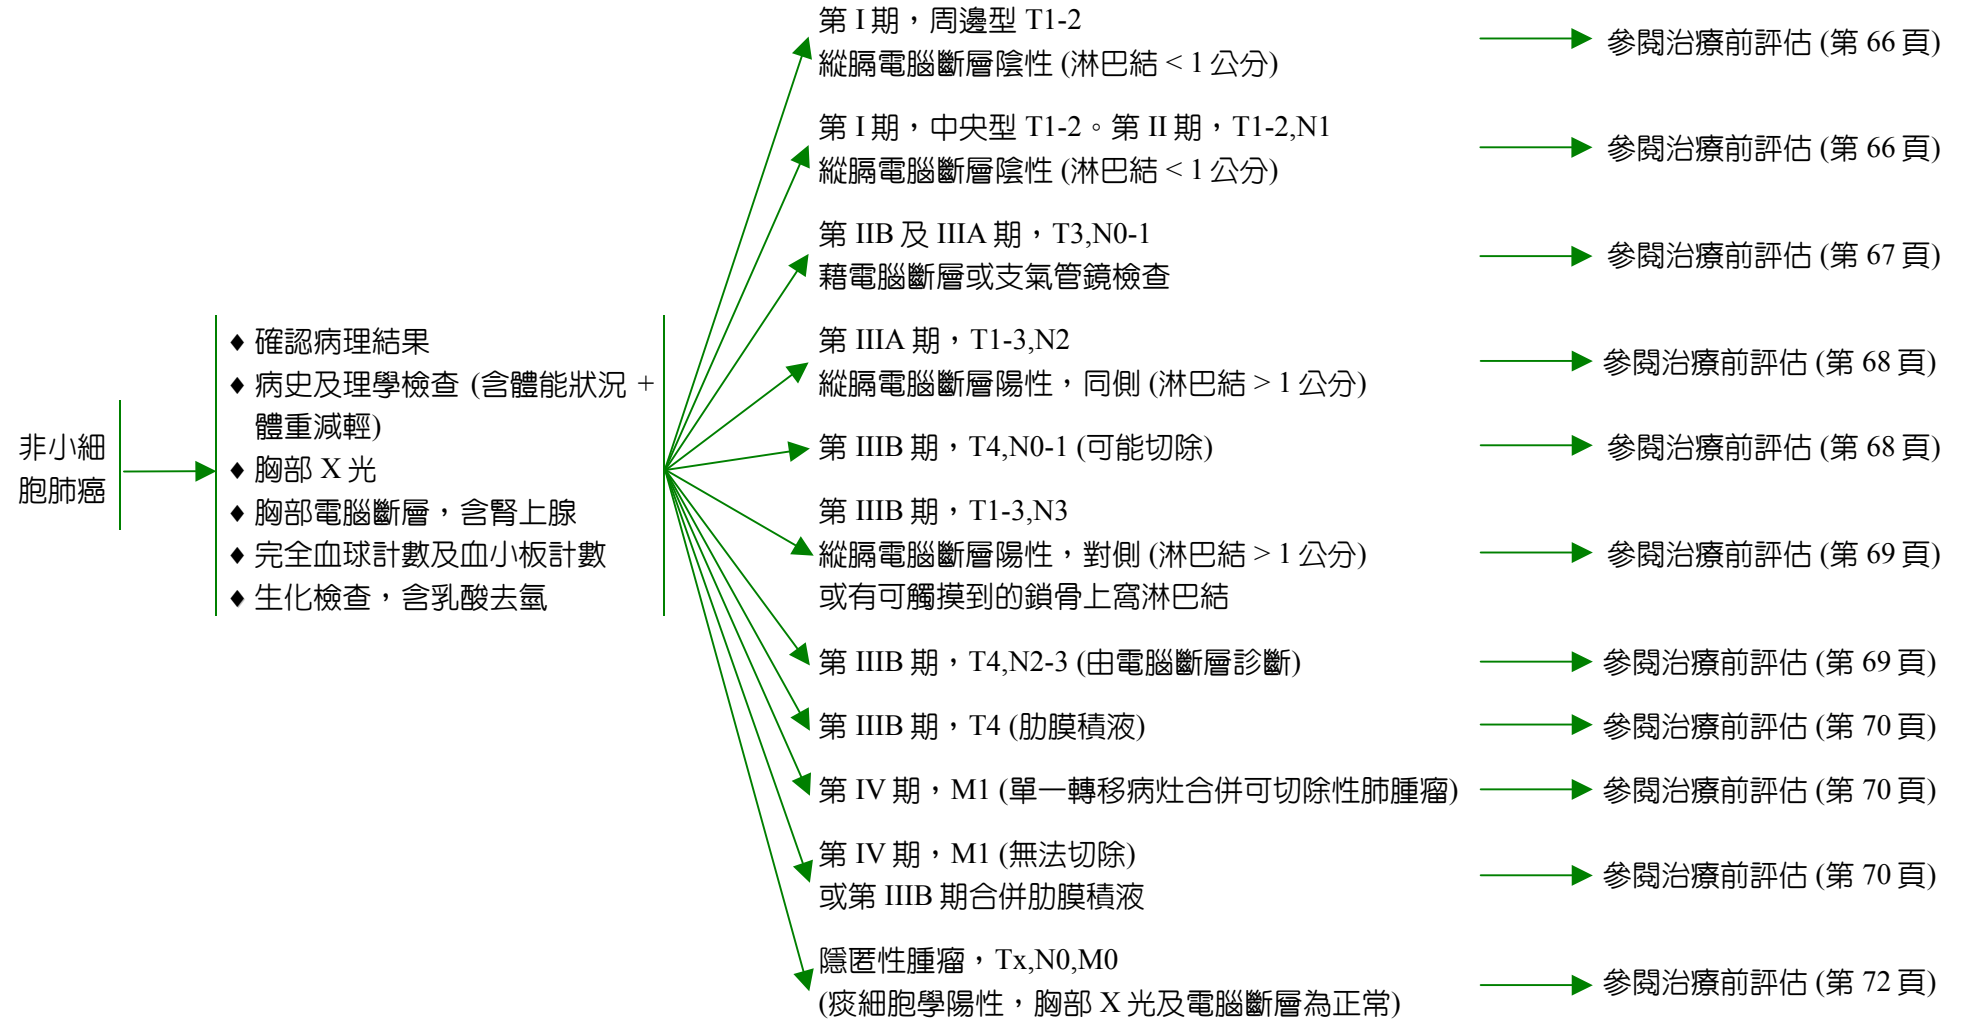 非小細
胞肺癌
♦ 確認病理結果
♦ 病史及理學檢查 (含體能狀況 +
體重減輕)
♦ 胸部 X 光
♦ 胸部電腦斷層，含腎上腺
♦ 完全血球計數及血小板計數
♦ 生化檢查，含乳酸去氫
第 I 期，周邊型 T1-2
縱膈電腦斷層陰性 (淋巴結 < 1 公分)
參閱治療前評估 (第 66 頁)
第 I 期，中央型 T1-2。第 II 期，T1-2,N1
縱膈電腦斷層陰性 (淋巴結 < 1 公分)
參閱治療前評估 (第 66 頁)
第 IIB 及 IIIA 期，T3,N0-1
藉電腦斷層或支氣管鏡檢查
參閱治療前評估 (第 67 頁)
第 IIIA 期，T1-3,N2
縱膈電腦斷層陽性，同側 (淋巴結 > 1 公分)
參閱治療前評估 (第 68 頁)
第 IIIB 期，T4,N0-1 (可能切除)
參閱治療前評估 (第 68 頁)
第 IIIB 期，T1-3,N3
縱膈電腦斷層陽性，對側 (淋巴結 > 1 公分)
或有可觸摸到的鎖骨上窩淋巴結
參閱治療前評估 (第 69 頁)
第 IIIB 期，T4,N2-3 (由電腦斷層診斷)
參閱治療前評估 (第 69 頁)
第 IIIB 期，T4 (肋膜積液)
參閱治療前評估 (第 70 頁)
第 IV 期，M1 (單一轉移病灶合併可切除性肺腫瘤)
參閱治療前評估 (第 70 頁)
第 IV 期，M1 (無法切除)
或第 IIIB 期合併肋膜積液
參閱治療前評估 (第 70 頁)
隱匿性腫瘤，Tx,N0,M0
(痰細胞學陽性，胸部 X 光及電腦斷層為正常)
參閱治療前評估 (第 72 頁)